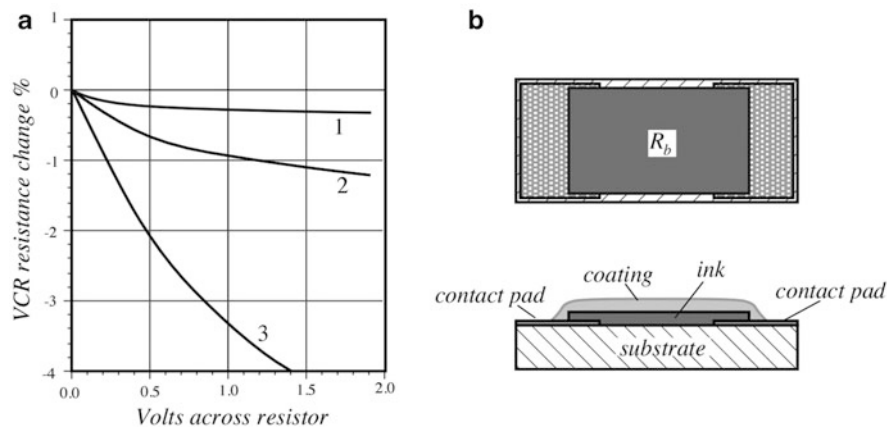 a
VCR resistance change %
1
0
-1
-2
-3
-4
1
2
3
0.0 0.5 1.0 1.5 2.0
Volts across resistor
b
Rb
coating
ink
contact pad
contact pad
substrate